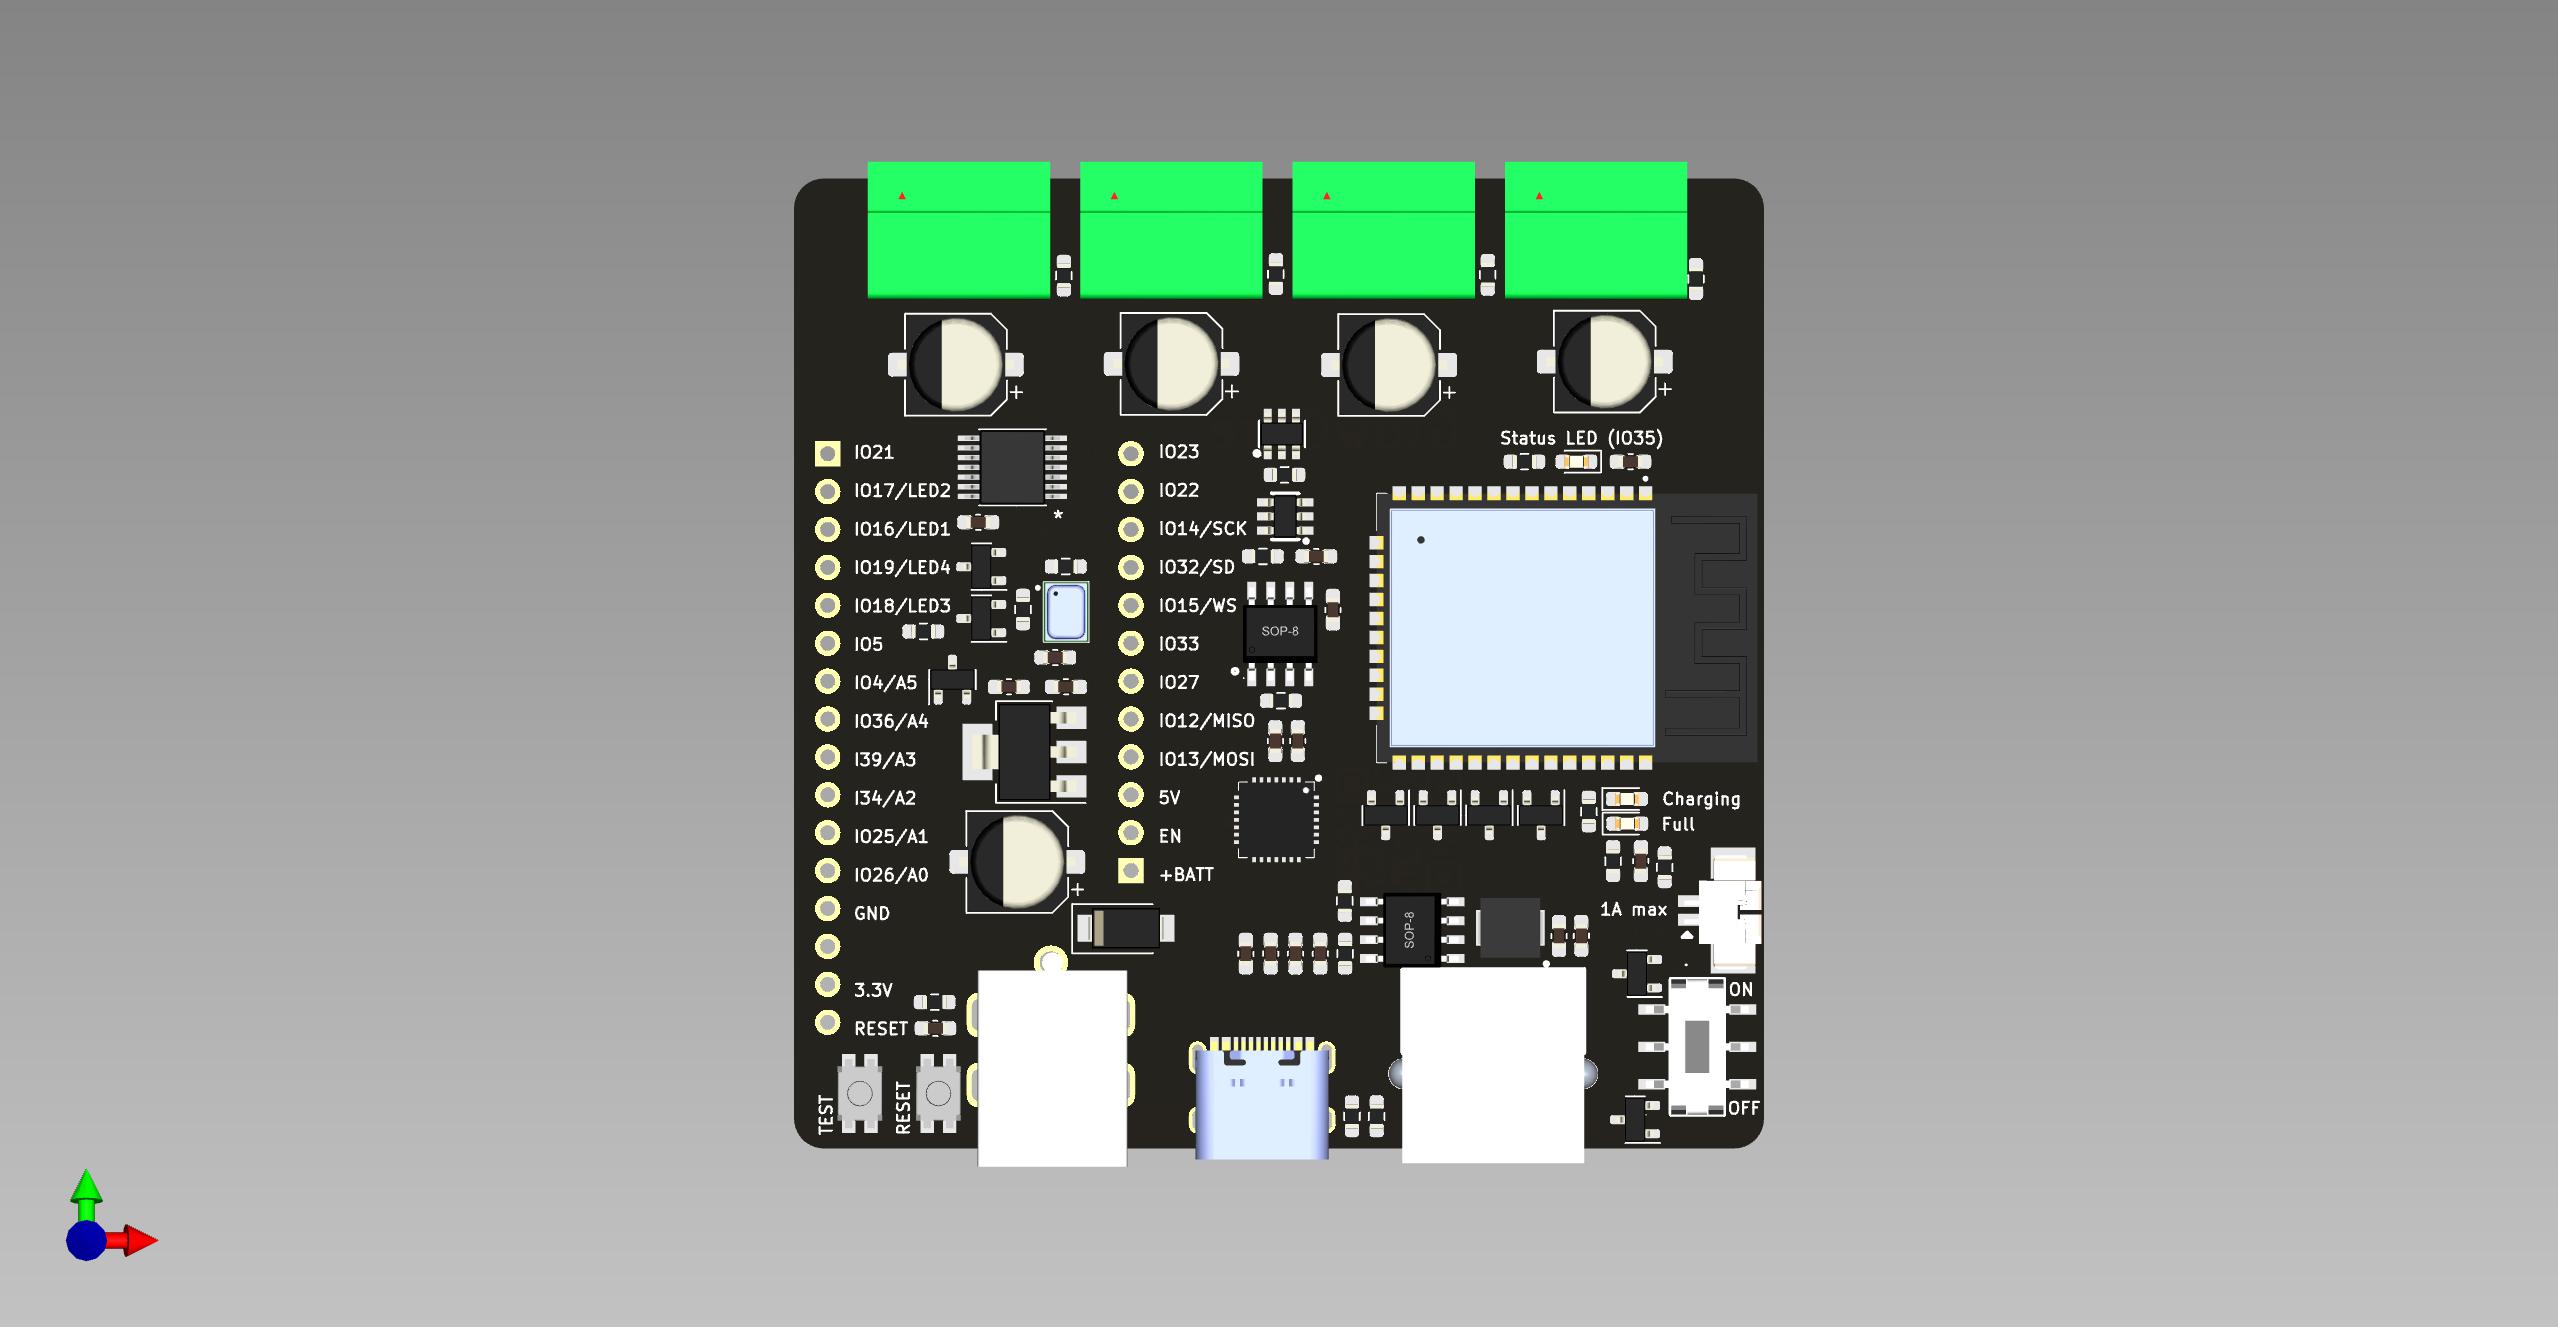 Status LED (IO35)
IO21
IO17/LED2
IO16/LED1
IO19/LED4
IO18/LED3
IO5
IO4/A5
IO36/A4
I39/A3
I34/A2
IO25/A1
IO26/A0
GND
3.3V
RESET
*
IO23
IO22
IO14/SCK
IO32/SD
IO15/WS
IO33
IO27
IO12/MISO
IO13/MOSI
5V
EN
+BATT
SOP-8
Charging
Full
1A max
SOP-8
ON
OFF
TEST
RESET
+
+
+
+
+